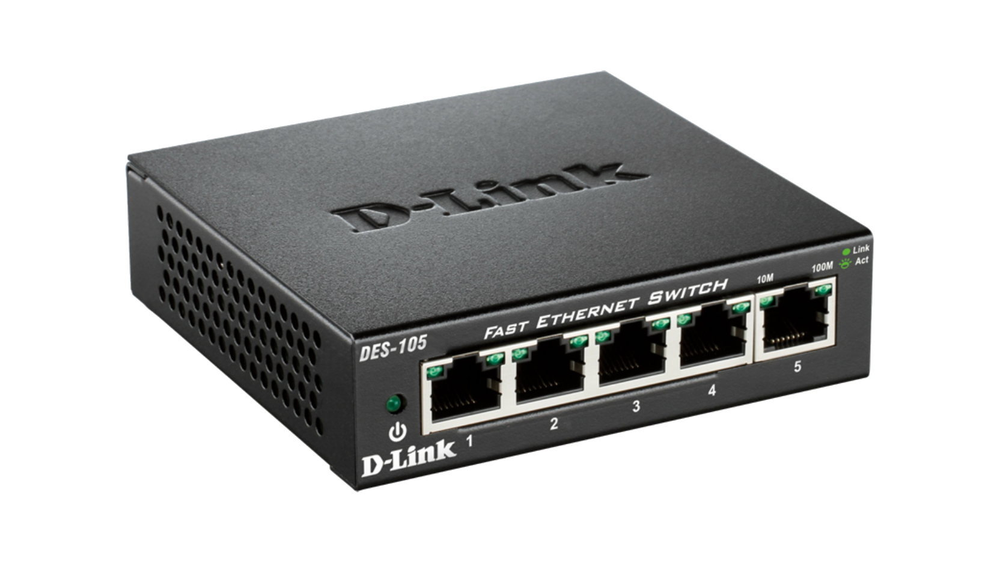 D-Link
Link
Act
10M 100M
FAST ETHERNET SWITCH
DES-105
1 2 3 4 5
D-Link